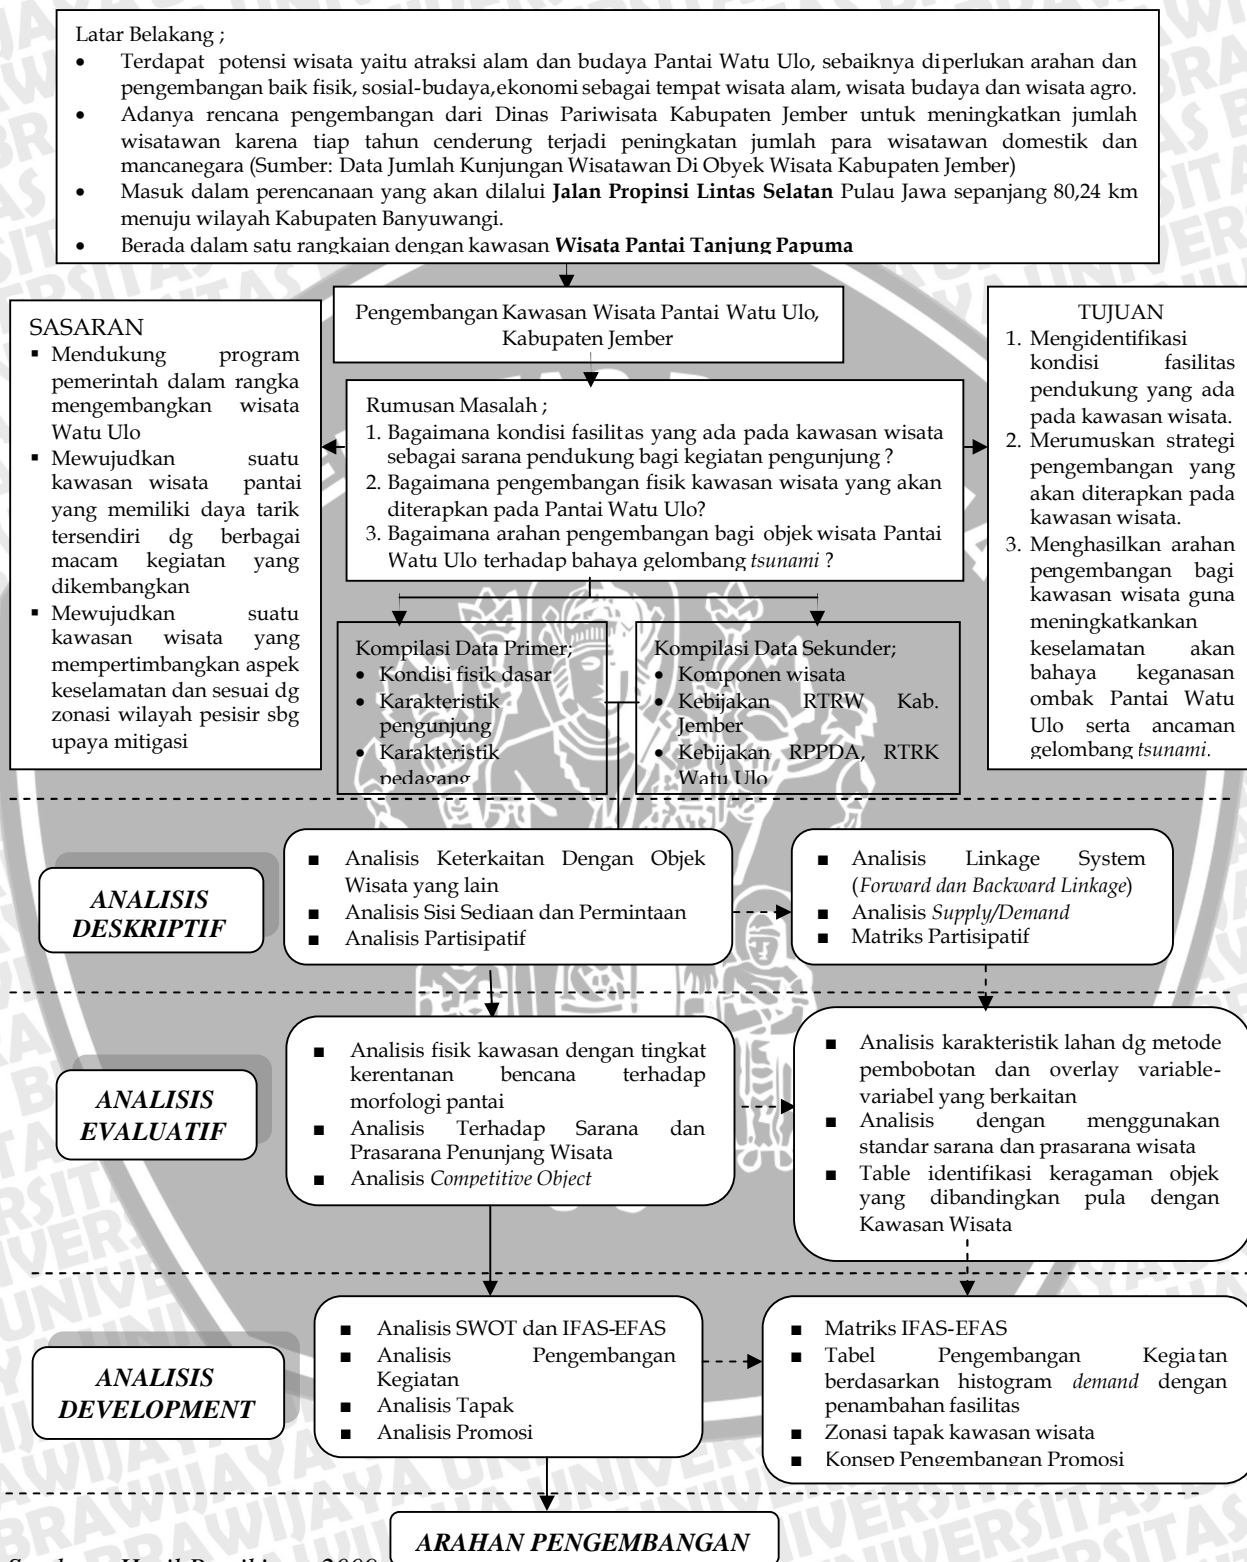 Latar Belakang ;
• Terdapat potensi wisata yaitu atraksi alam dan budaya Pantai Watu Ulo, sebaiknya diperlukan arahan dan
pengembangan baik fisik, sosial-budaya,ekonomi sebagai tempat wisata alam, wisata budaya dan wisata agro.
• Adanya rencana pengembangan dari Dinas Pariwisata Kabupaten Jember untuk meningkatkan jumlah
wisatawan karena tiap tahun cenderung terjadi peningkatan jumlah para wisatawan domestik dan
mancanegara (Sumber: Data Jumlah Kunjungan Wisatawan Di Obyek Wisata Kabupaten Jember)
• Masuk dalam perencanaan yang akan dilalui Jalan Propinsi Lintas Selatan Pulau Jawa sepanjang 80,24 km
menuju wilayah Kabupaten Banyuwangi.
• Berada dalam satu rangkaian dengan kawasan Wisata Pantai Tanjung Papuma
Pengembangan Kawasan Wisata Pantai Watu Ulo,
Kabupaten Jember
SASARAN
▪ Mendukung program
pemerintah dalam rangka
mengembangkan wisata
Watu Ulo
▪ Mewujudkan suatu
kawasan wisata pantai
yang memiliki daya tarik
tersendiri dg berbagai
macam kegiatan yang
dikembangkan
▪ Mewujudkan suatu
kawasan wisata yang
mempertimbangkan aspek
keselamatan dan sesuai dg
zonasi wilayah pesisir sbg
upaya mitigasi
Rumusan Masalah ;
1. Bagaimana kondisi fasilitas yang ada pada kawasan wisata
sebagai sarana pendukung bagi kegiatan pengunjung ?
2. Bagaimana pengembangan fisik kawasan wisata yang akan
diterapkan pada Pantai Watu Ulo?
3. Bagaimana arahan pengembangan bagi objek wisata Pantai
Watu Ulo terhadap bahaya gelombang tsunami ?
TUJUAN
1. Mengidentifikasi
kondisi fasilitas
pendukung yang ada
pada kawasan wisata.
2. Merumuskan strategi
pengembangan yang
akan diterapkan pada
kawasan wisata.
3. Menghasilkan arahan
pengembangan bagi
kawasan wisata guna
meningkatkankan
keselamatan akan
bahaya keganasan
ombak Pantai Watu
Ulo serta ancaman
gelombang tsunami.
Kompilasi Data Primer;
• Kondisi fisik dasar
• Karakteristik
pengunjung
• Karakteristik
pedagang
Kompilasi Data Sekunder;
• Komponen wisata
• Kebijakan RTRW Kab.
Jember
• Kebijakan RPPDA, RTRK
Watu Ulo
ANALISIS
DESKRIPTIF
■ Analisis Keterkaitan Dengan Objek
Wisata yang lain
■ Analisis Sisi Sediaan dan Permintaan
■ Analisis Partisipatif
■ Analisis Linkage System
(Forward dan Backward Linkage)
■ Analisis Supply/Demand
■ Matriks Partisipatif
ANALISIS
EVALUATIF
■ Analisis fisik kawasan dengan tingkat
kerentanan bencana terhadap
morfologi pantai
■ Analisis Terhadap Sarana dan
Prasarana Penunjang Wisata
■ Analisis Competitive Object
■ Analisis karakteristik lahan dg metode
pembobotan dan overlay variable-
variabel yang berkaitan
■ Analisis dengan menggunakan
standar sarana dan prasarana wisata
■ Table identifikasi keragaman objek
yang dibandingkan pula dengan
Kawasan Wisata
ANALISIS
DEVELOPMENT
■ Analisis SWOT dan IFAS-EFAS
■ Analisis Pengembangan
Kegiatan
■ Analisis Tapak
■ Analisis Promosi
■ Matriks IFAS-EFAS
■ Tabel Pengembangan Kegiatan
berdasarkan histogram demand dengan
penambahan fasilitas
■ Zonasi tapak kawasan wisata
■ Konsep Pengembangan Promosi
ARAHAN PENGEMBANGAN